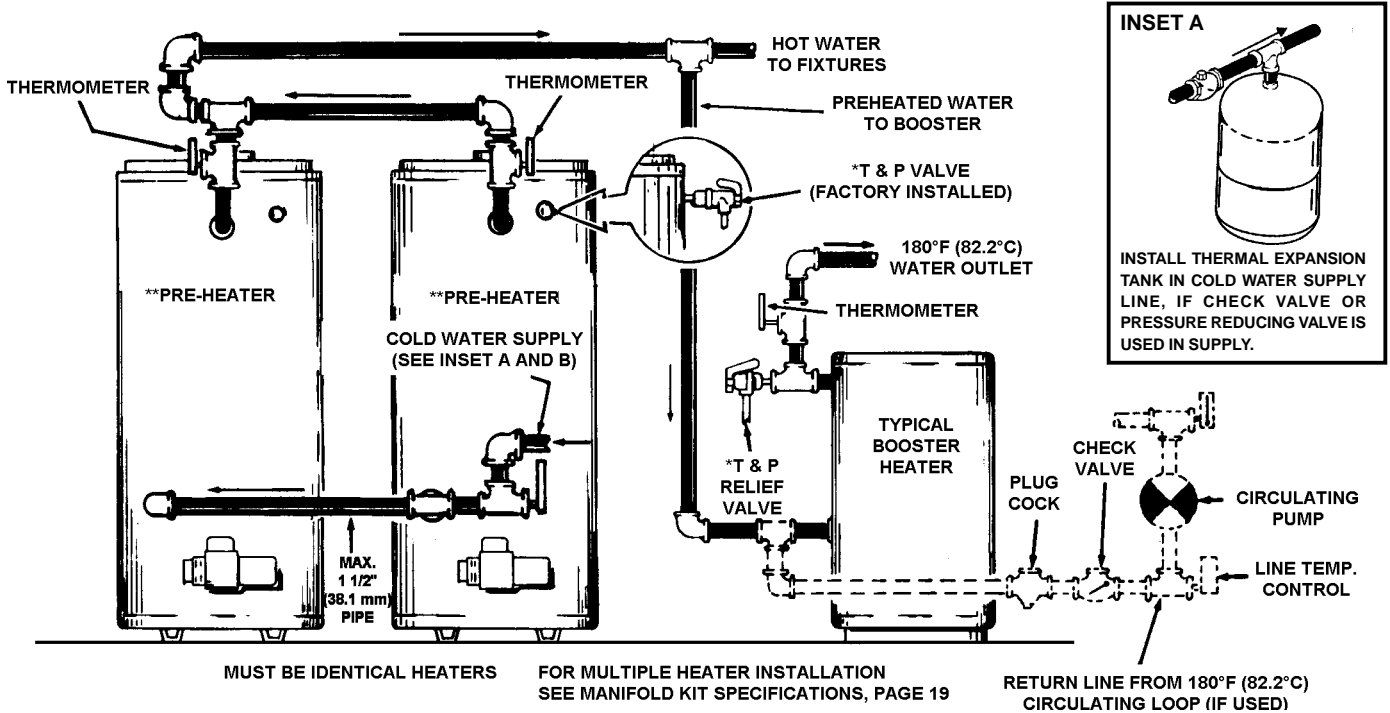 INSET A
INSTALL THERMAL EXPANSION
TANK IN COLD WATER SUPPLY
LINE, IF CHECK VALVE OR
PRESSURE REDUCING VALVE IS
USED IN SUPPLY.
HOT WATER
TO FIXTURES
THERMOMETER
THERMOMETER
PREHEATED WATER
TO BOOSTER
*T & P VALVE
(FACTORY INSTALLED)
180°F (82.2°C)
WATER OUTLET
**PRE-HEATER
**PRE-HEATER
THERMOMETER
COLD WATER SUPPLY
(SEE INSET A AND B)
TYPICAL
BOOSTER
HEATER
*T & P
RELIEF
VALVE
CHECK
VALVE
PLUG
COCK
CIRCULATING
PUMP
MAX.
1 1/2"
(38.1 mm)
PIPE
LINE TEMP.
CONTROL
MUST BE IDENTICAL HEATERS
FOR MULTIPLE HEATER INSTALLATION
SEE MANIFOLD KIT SPECIFICATIONS, PAGE 19
RETURN LINE FROM 180°F (82.2°C)
CIRCULATING LOOP (IF USED)